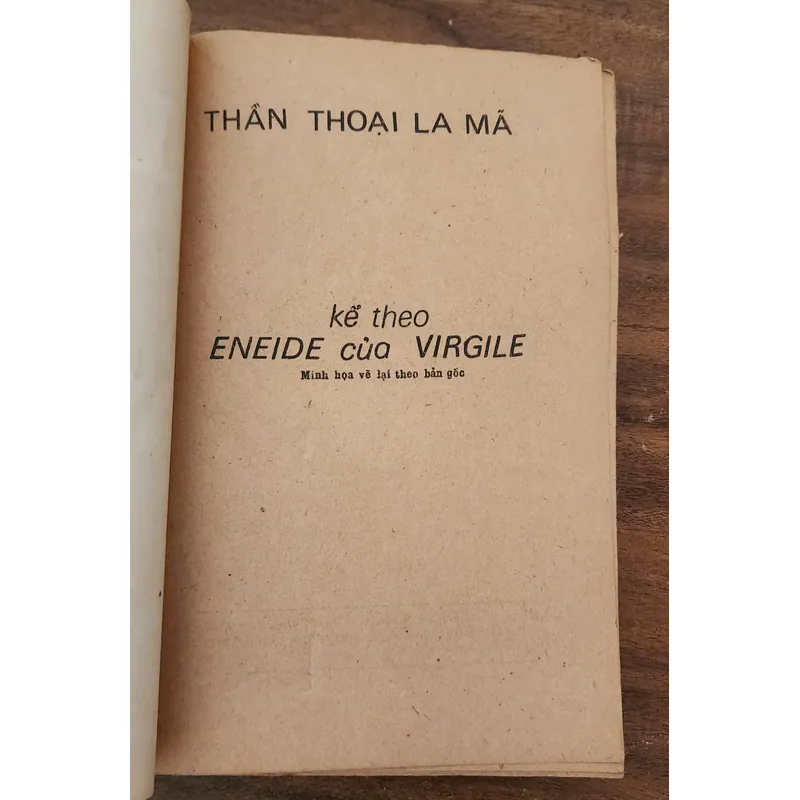 THẦN THOẠI LA MÃ
kể theo
ENEIDE của VIRGILE
Minh họa vẽ lại theo bản gốc